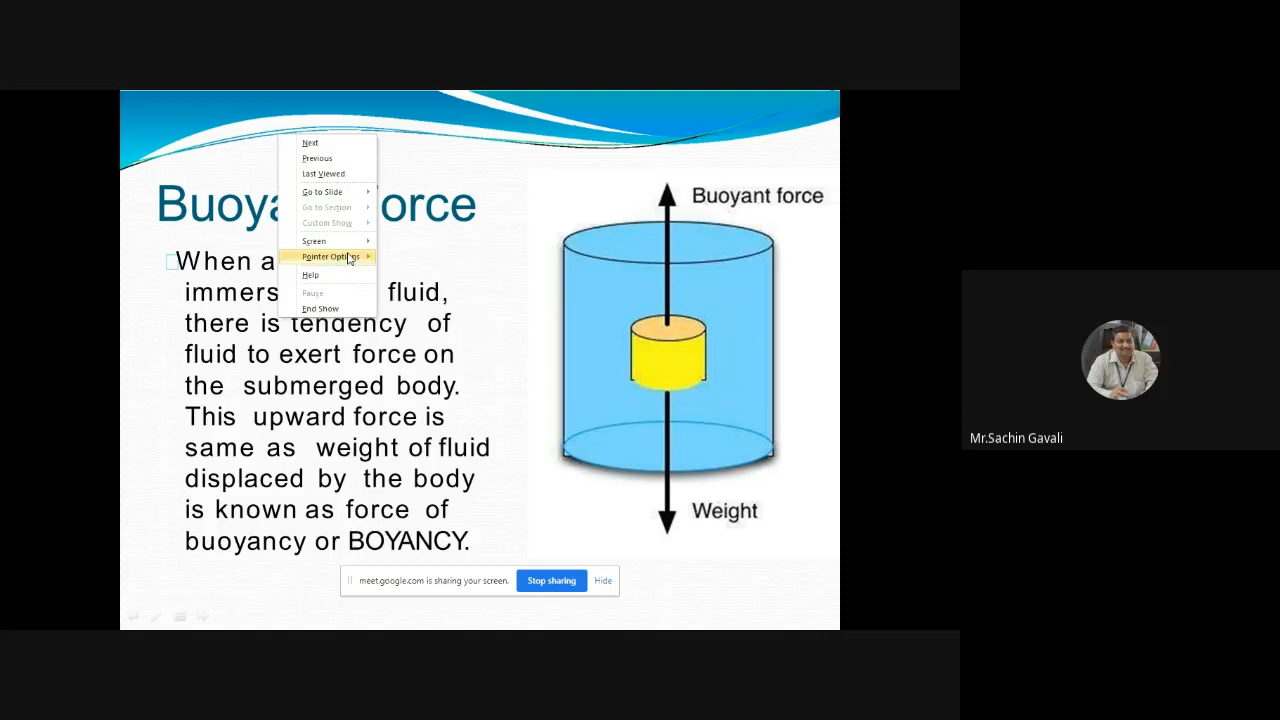 Next
Previous
Last Viewed
Go to Slide
Go to Section
Custom Show
Screen
Pointer Options
Help
Pause
End Show
Buoya orce
When a
immers fluid,
there is tendency of
fluid to exert force on
the submerged body.
This upward force is
same as weight of fluid
displaced by the body
is known as force of
buoyancy or BOYANCY.
Buoyant force
Weight
meet.google.com is sharing your screen. Stop sharing Hide
Mr.Sachin Gavali